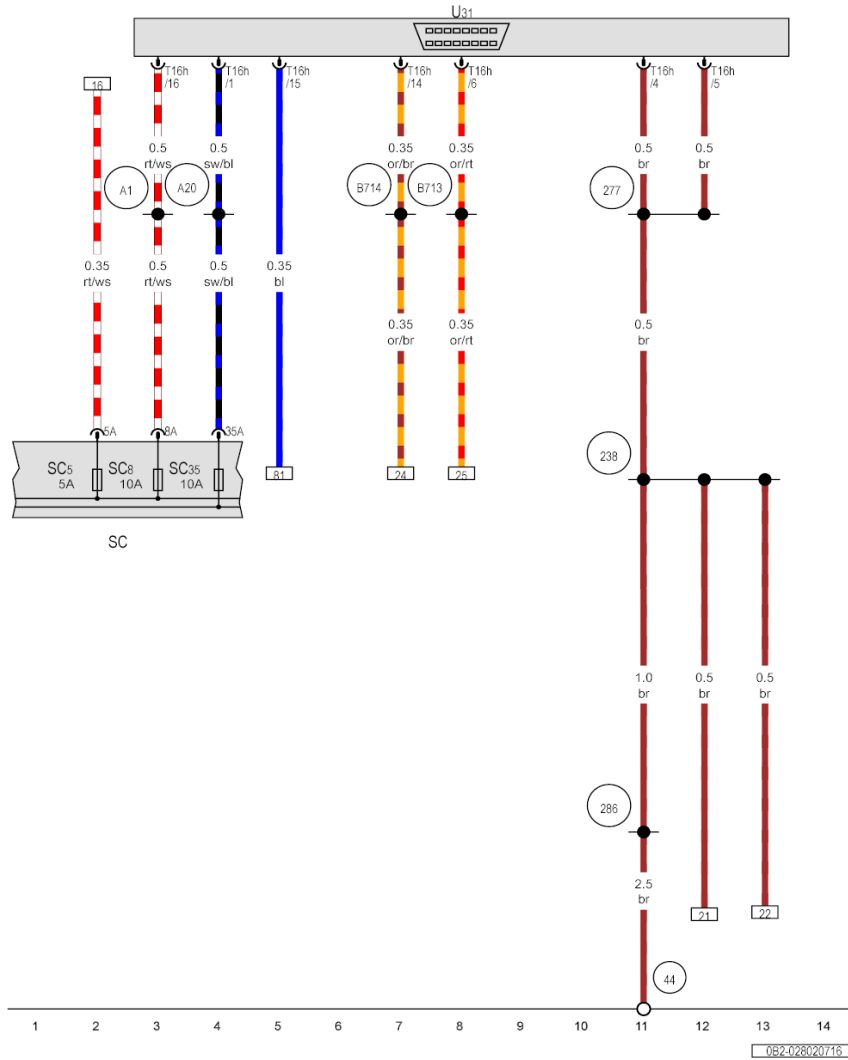 U31
T16h /16
T16h /1
T16h /15
T16h /14
T16h /6
T16h /4
T16h /5
16
0.5 rt/ws
0.5 sw/bl
0.35 or/br
0.35 or/rt
0.5 br
0.5 br
A1
A20
B714
B713
277
0.35 rt/ws
0.5 rt/ws
0.5 sw/bl
0.35 bl
0.35 or/br
0.35 or/rt
0.5 br
5A
8A
35A
238
SC5 5A
SC8 10A
SC35 10A
81
24
25
SC
1.0 br
0.5 br
0.5 br
286
2.5 br
21
22
44
1 2 3 4 5 6 7 8 9 10 11 12 13 14
0B2-028020716